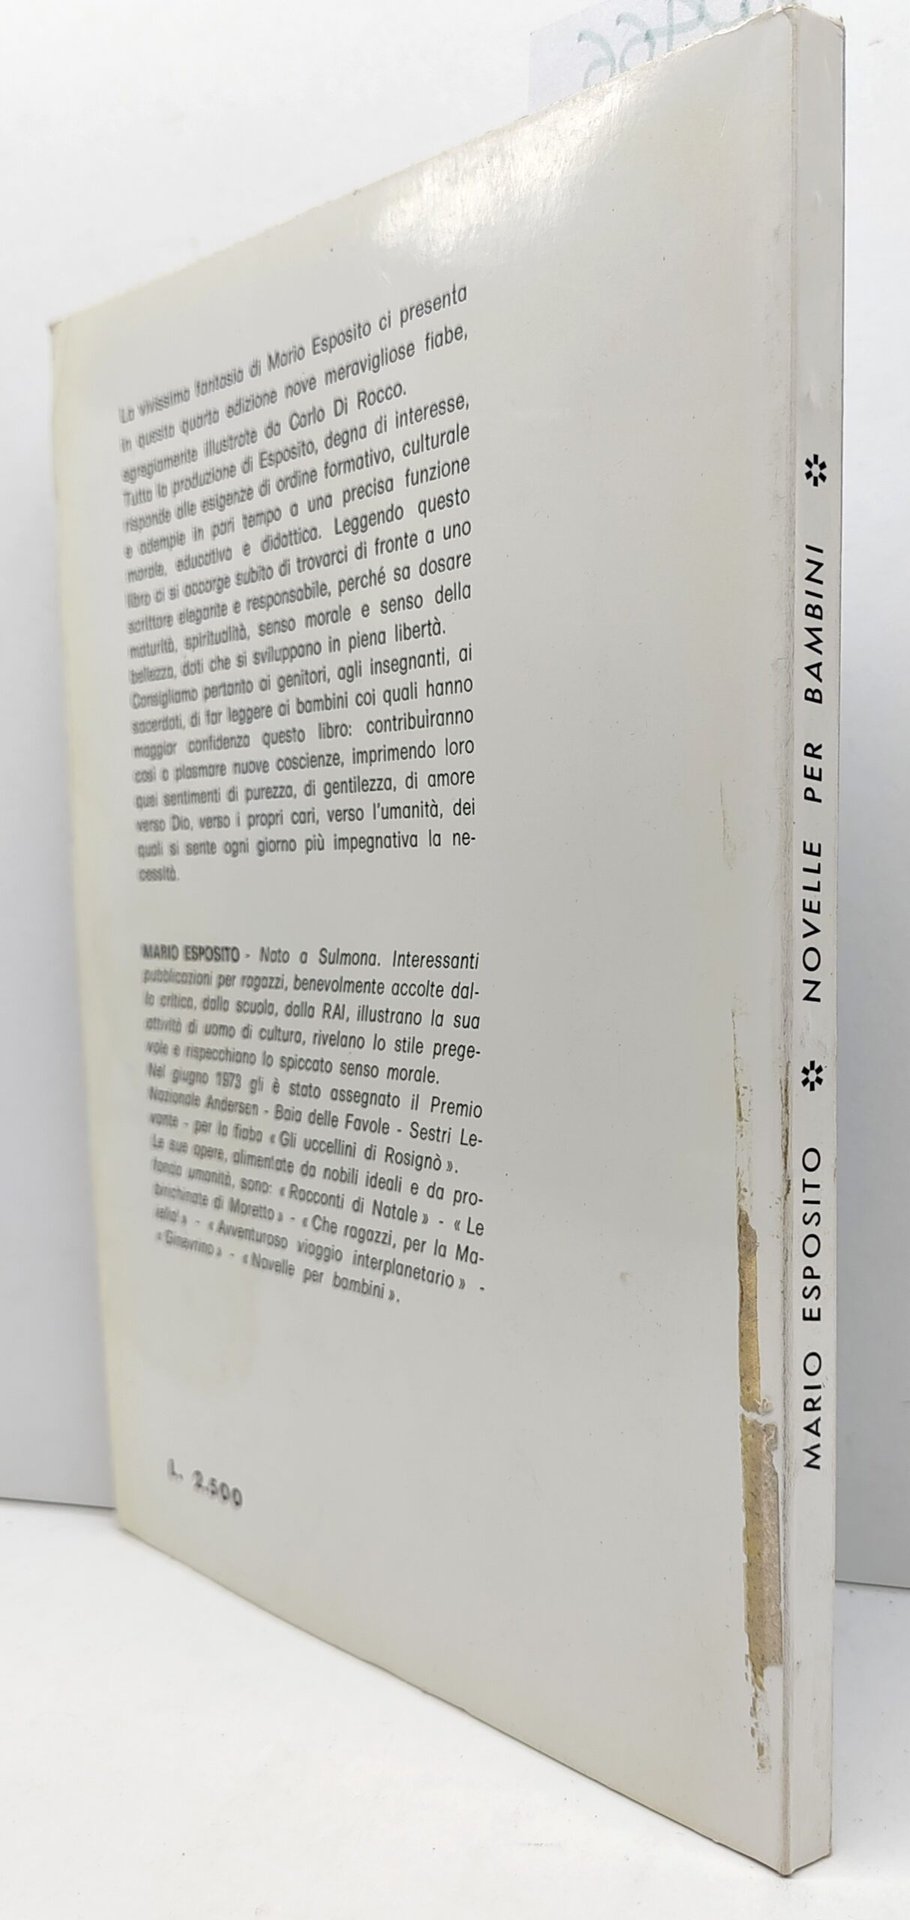 La vivissima fantasia di Mario Esposito ci presenta
in questa quarta edizione nove meravigliose fiabe,
egregiamente illustrate da Carlo Di Rocco.
Tutta la produzione di Esposito, degna di interesse,
risponde alle esigenze di ordine formativo, culturale
e adempie in pari tempo a una precisa funzione
morale, educativa e didattica. Leggendo questo
libro ci si accorge subito di trovarci di fronte a uno
scrittore elegante e responsabile, perché sa dosare
maturità, spiritualità, senso morale e senso della
bellezza, doti che si sviluppano in piena libertà.
Consigliamo pertanto ai genitori, agli insegnanti, ai
sacerdoti, di far leggere ai bambini coi quali hanno
maggior confidenza questo libro: contribuiranno
così a plasmare nuove coscienze, imprimendo loro
quei sentimenti di purezza, di gentilezza, di amore
verso Dio, verso i propri cari, verso l'umanità, dei
quali si sente ogni giorno più impegnativa la ne-
cessità.
MARIO ESPOSITO - Nato a Sulmona. Interessanti
pubblicazioni per ragazzi, benevolmente accolte dal-
la critica, dalla scuola, dalla RAI, illustrano la sua
attività di uomo di cultura, rivelano lo stile prege-
vole e rispecchiano lo spiccato senso morale.
Nel giugno 1973 gli è stato assegnato il Premio
Nazionale Andersen - Baia delle Favole - Sestri Le-
vante - per la fiaba « Gli uccellini di Rosignò ».
Le sue opere, alimentate da nobili ideali e da pro-
fonda umanità, sono: « Racconti di Natale » - « Le
birichinate di Moretto » - « Che ragazzi, per la Ma-
iella! » - « Avventuroso viaggio interplanetario » -
« Ginevrino » - « Novelle per bambini ».
L. 2.500
MARIO ESPOSITO * NOVELLE PER BAMBINI *